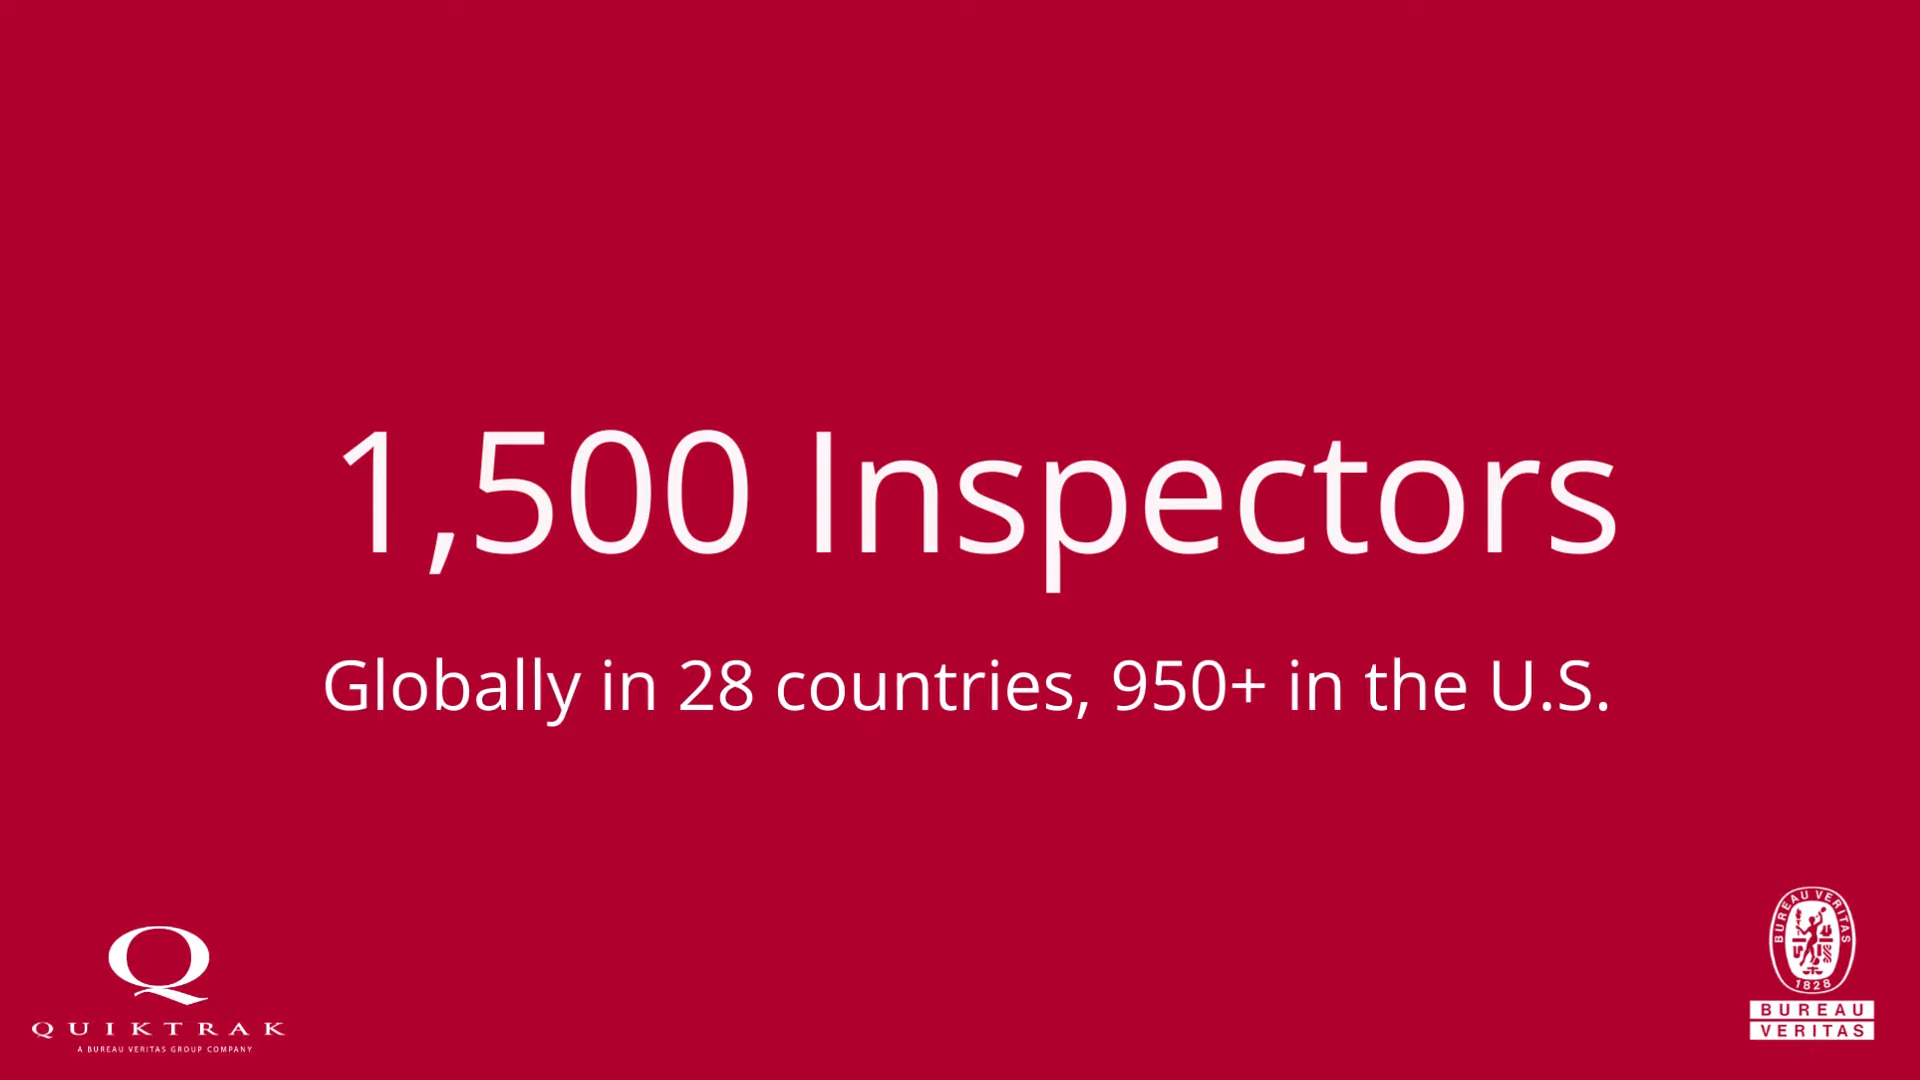 1,500 Inspectors
Globally in 28 countries, 950+ in the U.S.
Q
QUIKTRAK
A BUREAU VERITAS GROUP COMPANY
BUREAU VERITAS
1828
BUREAU
VERITAS